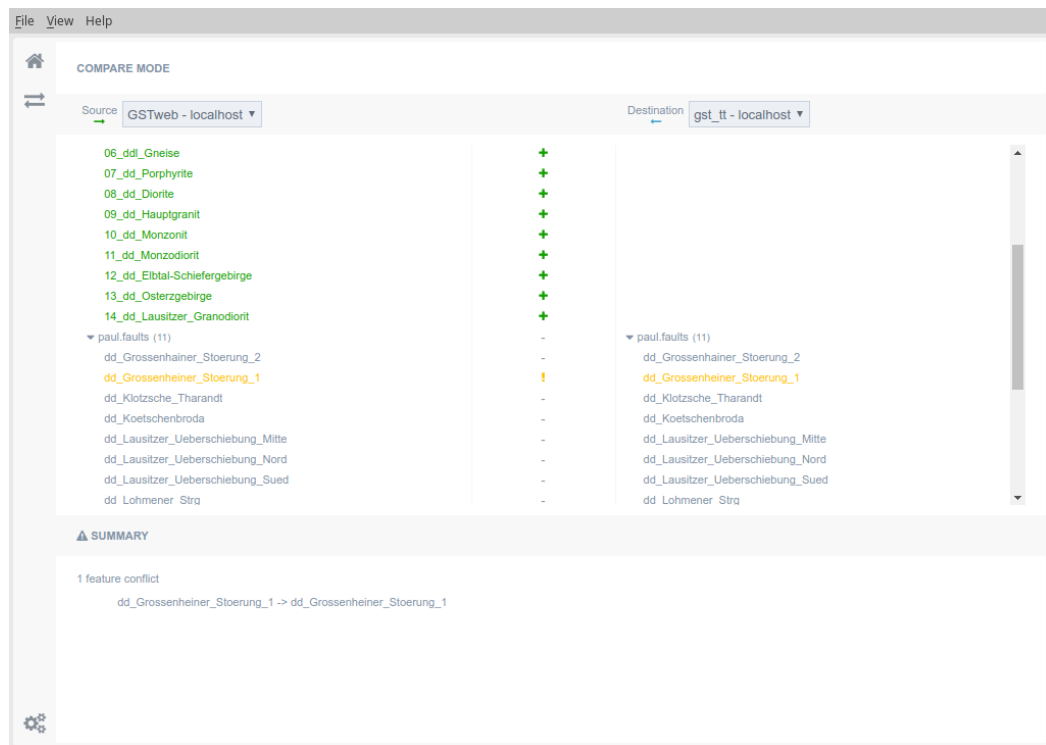 File View Help
COMPARE MODE
Source GSTweb - localhost Destination gst_tt - localhost
06_ddl_Gneise +
07_dd_Porphyrite +
08_dd_Diorite +
09_dd_Hauptgranit +
10_dd_Monzonit +
11_dd_Monzodiorit +
12_dd_Elbtal-Schiefergebirge +
13_dd_Osterzgebirge +
14_dd_Lausitzer_Granodiorit +
paul.faults (11) - paul.faults (11)
dd_Grossenhainer_Stoerung_2 - dd_Grossenhainer_Stoerung_2
dd_Grossenheiner_Stoerung_1 ! dd_Grossenheiner_Stoerung_1
dd_Klotzsche_Tharandt - dd_Klotzsche_Tharandt
dd_Koetschenbroda - dd_Koetschenbroda
dd_Lausitzer_Ueberschiebung_Mitte - dd_Lausitzer_Ueberschiebung_Mitte
dd_Lausitzer_Ueberschiebung_Nord - dd_Lausitzer_Ueberschiebung_Nord
dd_Lausitzer_Ueberschiebung_Sued - dd_Lausitzer_Ueberschiebung_Sued
dd_Lohmener_Strg - dd_Lohmener_Strg
SUMMARY
1 feature conflict
dd_Grossenheiner_Stoerung_1 -> dd_Grossenheiner_Stoerung_1